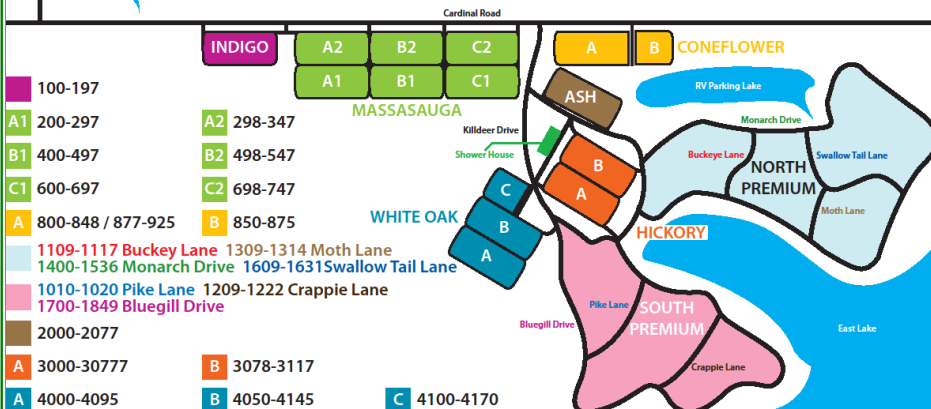 Cardinal Road
INDIGO
A2
B2
C2
A
B
CONEFLOWER
A1
B1
C1
MASSASAUGA
ASH
RV Parking Lake
Monarch Drive
Killdeer Drive
Shower House
B
A
HICKORY
C
B
A
WHITE OAK
Buckeye Lane
NORTH
PREMIUM
Swallow Tail Lane
Moth Lane
Pike Lane
SOUTH
PREMIUM
Bluegill Drive
Crapple Lane
East Lake
100-197
A1 200-297
A2 298-347
B1 400-497
B2 498-547
C1 600-697
C2 698-747
A 800-848 / 877-925
B 850-875
1109-1117 Buckey Lane 1309-1314 Moth Lane
1400-1536 Monarch Drive 1609-1631Swallow Tail Lane
1010-1020 Pike Lane 1209-1222 Crappie Lane
1700-1849 Bluegill Drive
2000-2077
A 3000-30777
B 3078-3117
A 4000-4095
B 4050-4145
C 4100-4170